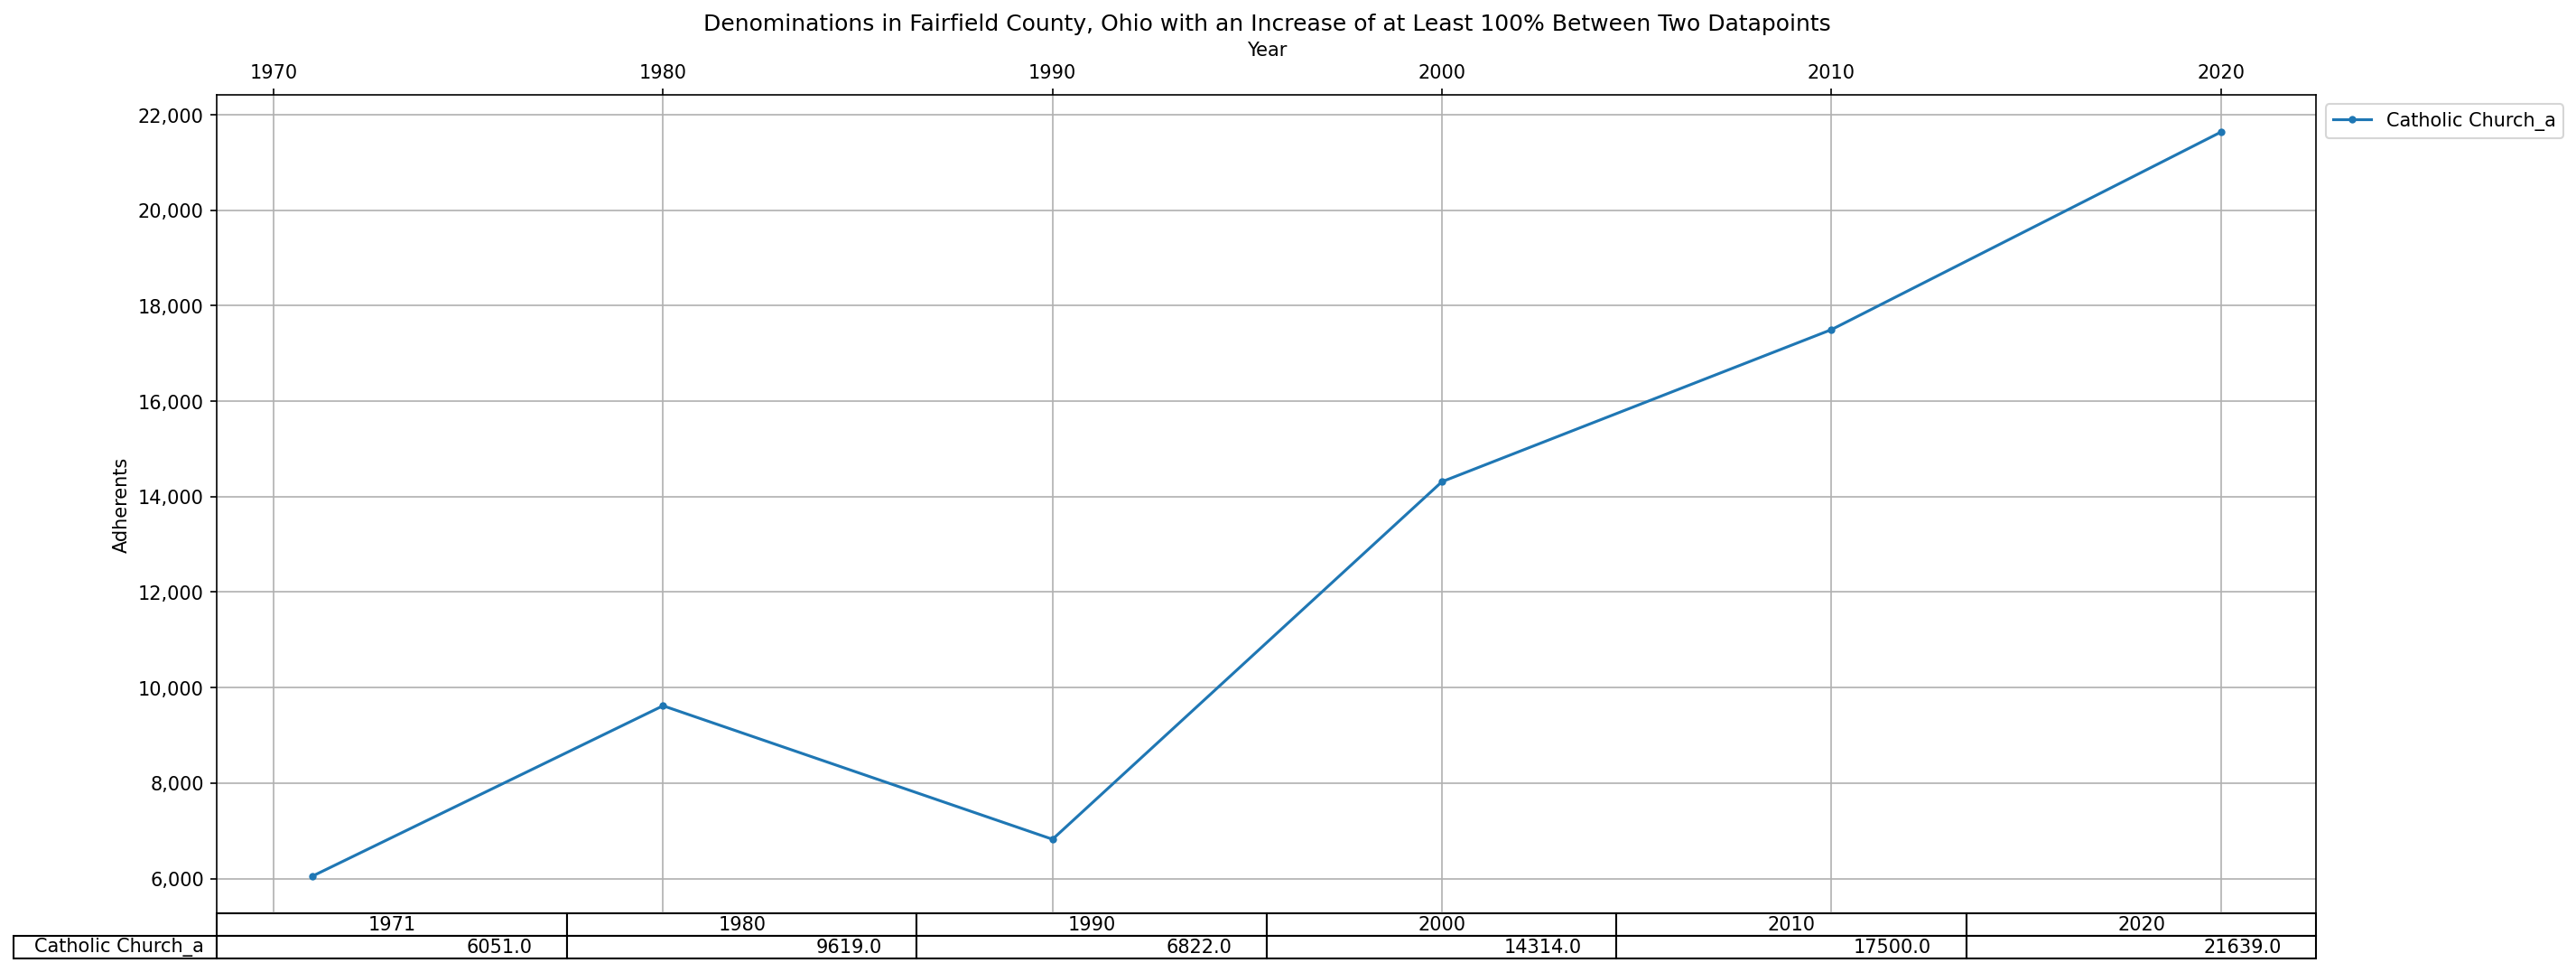 Denominations in Fairfield County, Ohio with an Increase of at Least 100% Between Two Datapoints
Year
1970 1980 1990 2000 2010 2020
22,000
20,000
18,000
16,000
14,000
12,000
10,000
8,000
6,000
Adherents
Catholic Church_a
1971 1980 1990 2000 2010 2020
Catholic Church_a 6051.0 9619.0 6822.0 14314.0 17500.0 21639.0